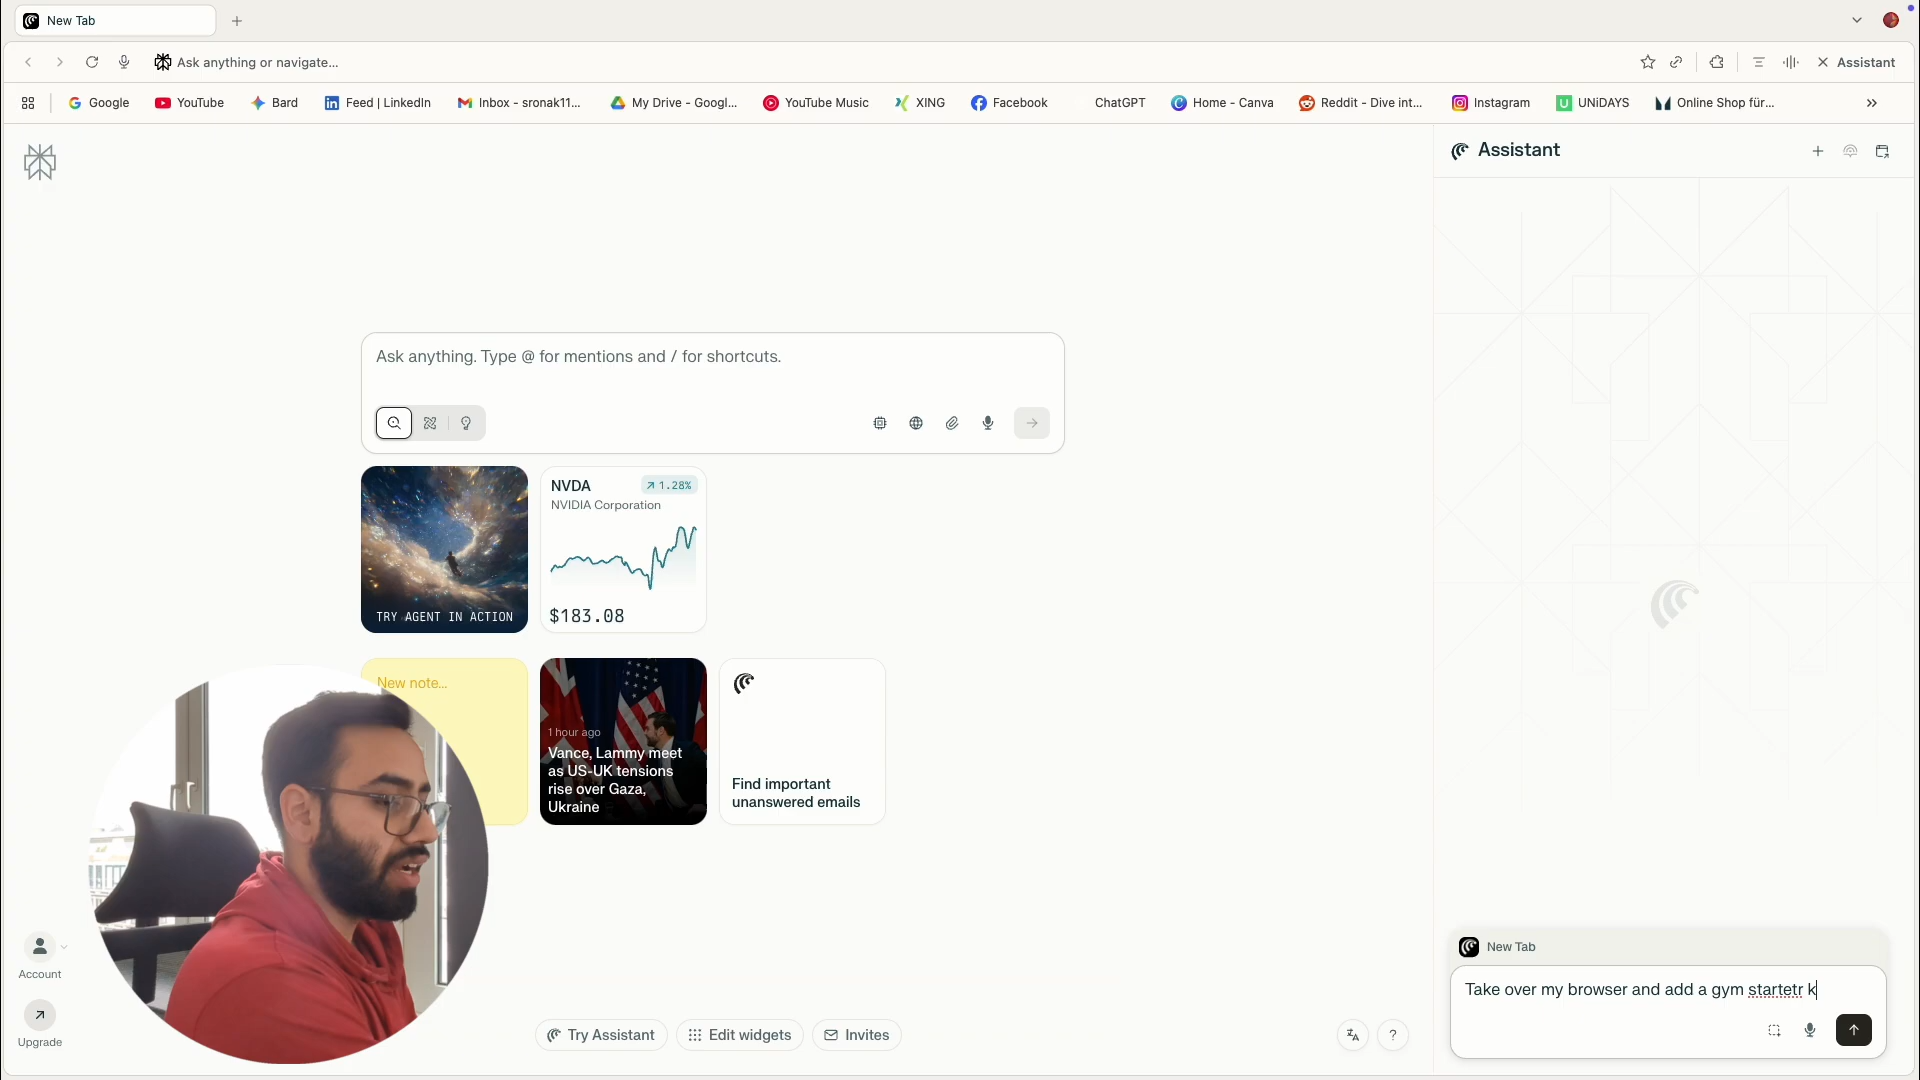 New Tab
Ask anything or navigate...
Assistant
Google
YouTube
Bard
Feed | LinkedIn
Inbox - sronak11...
My Drive - Googl...
YouTube Music
XING
Facebook
ChatGPT
Home - Canva
Reddit - Dive int...
Instagram
UNiDAYS
Online Shop für...
Assistant
Ask anything. Type @ for mentions and / for shortcuts.
TRY AGENT IN ACTION
NVDA
1.28%
NVIDIA Corporation
$183.08
New note...
1 hour ago
Vance, Lammy meet
as US-UK tensions
rise over Gaza,
Ukraine
Find important
unanswered emails
Account
Upgrade
Try Assistant
Edit widgets
Invites
?
New Tab
Take over my browser and add a gym startetr k